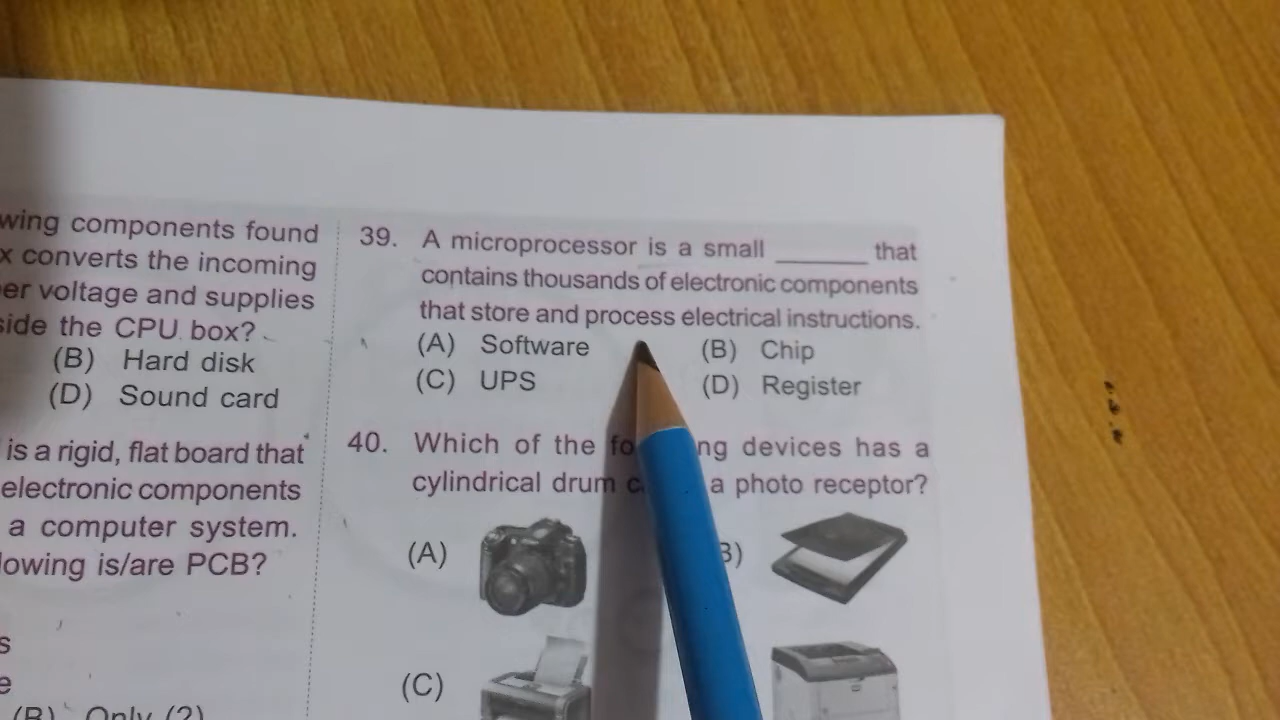 wing components found
x converts the incoming
er voltage and supplies
side the CPU box?
(B) Hard disk
(D) Sound card
is a rigid, flat board that
electronic components
a computer system.
lowing is/are PCB?
s
e
(B) Only (2)
39. A microprocessor is a small ______ that
contains thousands of electronic components
that store and process electrical instructions.
(A) Software (B) Chip
(C) UPS (D) Register
40. Which of the fo ng devices has a
cylindrical drum c a photo receptor?
(A) B)
(C)